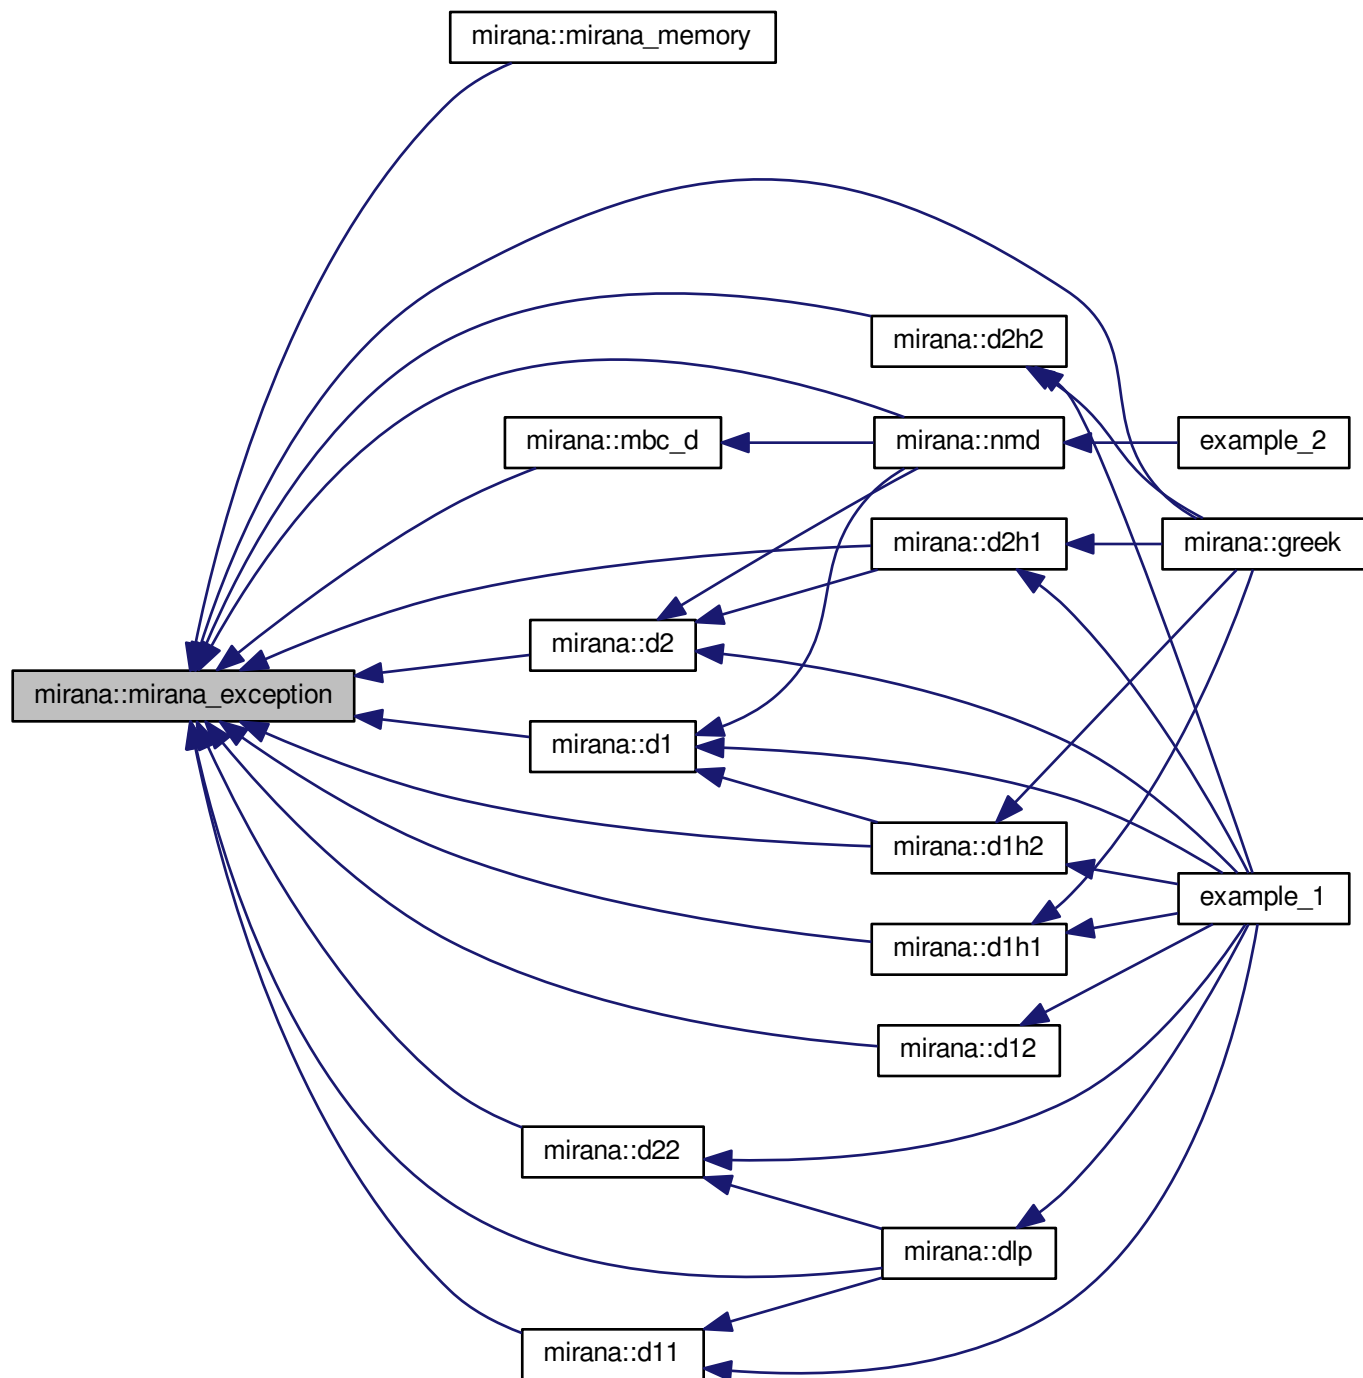 mirana::mirana_memory
mirana::d2h2
mirana::mbc_d
mirana::nmd
example_2
mirana::d2h1
mirana::greek
mirana::d2
mirana::mirana_exception
mirana::d1
mirana::d1h2
example_1
mirana::d1h1
mirana::d12
mirana::d22
mirana::dlp
mirana::d11